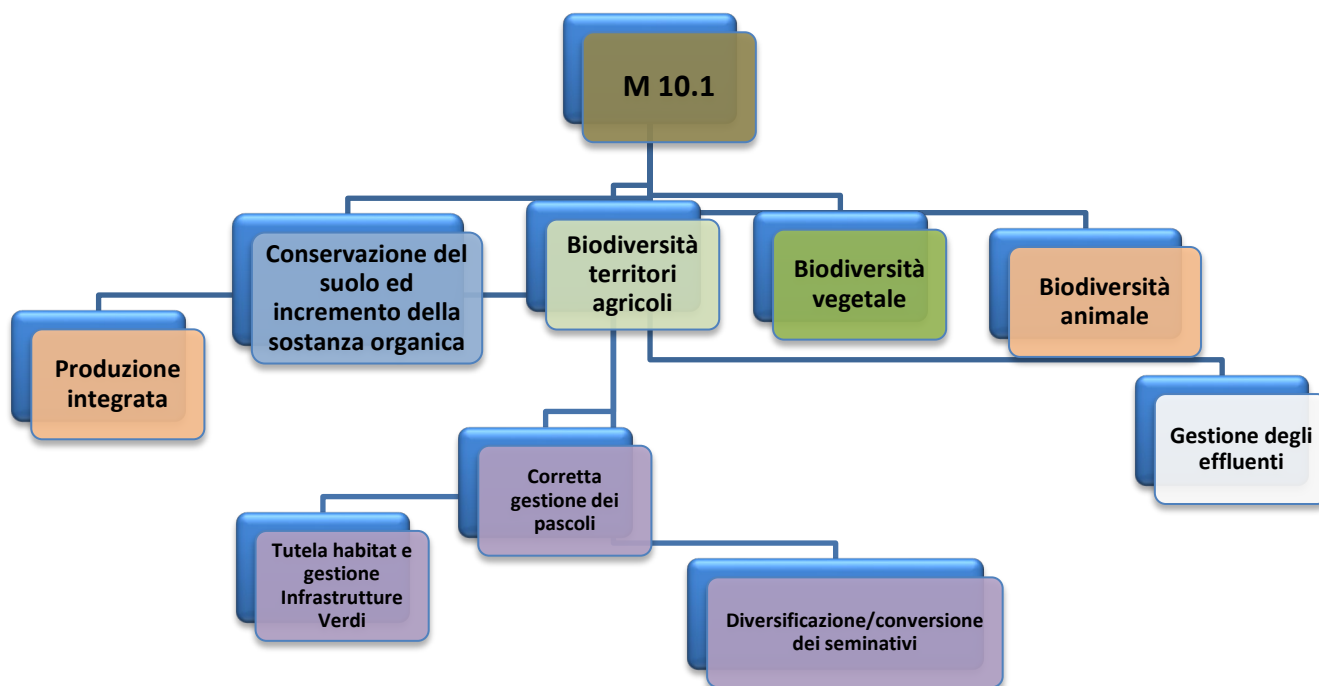 M 10.1
Conservazione del
suolo ed
incremento della
sostanza organica
Biodiversità
territori
agricoli
Biodiversità
vegetale
Biodiversità
animale
Produzione
integrata
Gestione degli
effluenti
Corretta
gestione dei
pascoli
Tutela habitat e
gestione
Infrastrutture
Verdi
Diversificazione/conversione
dei seminativi